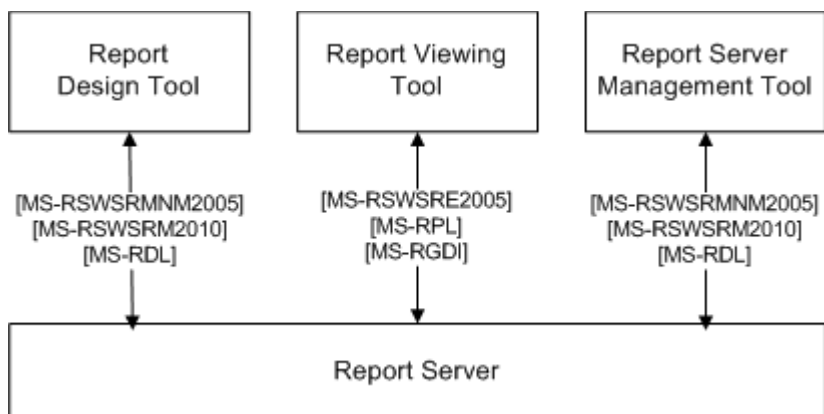 Report
Design Tool
Report Viewing
Tool
Report Server
Management Tool
[MS-RSWSRMNM2005]
[MS-RSWSRM2010]
[MS-RDL]
[MS-RSWSRE2005]
[MS-RPL]
[MS-RGDI]
[MS-RSWSRMNM2005]
[MS-RSWSRM2010]
[MS-RDL]
Report Server